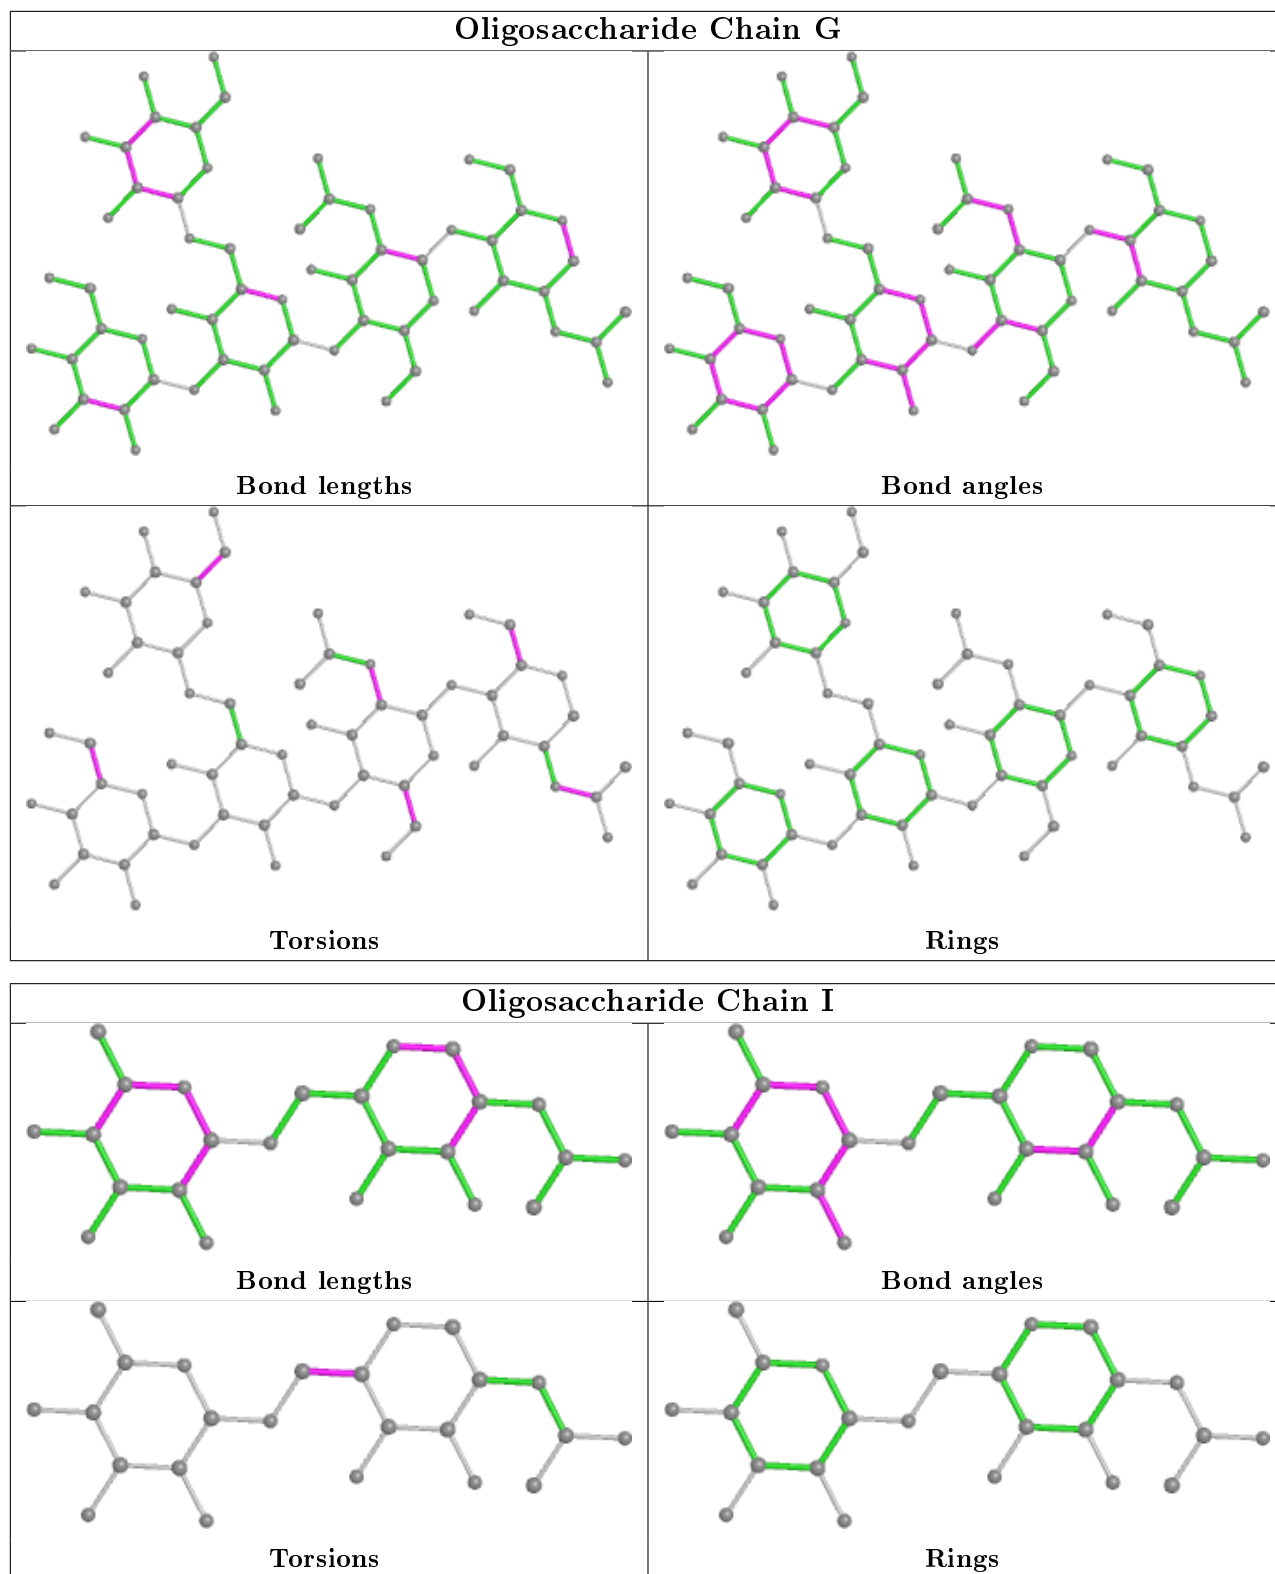 Oligosaccharide Chain G
Bond lengths
Bond angles
Torsions
Rings
Oligosaccharide Chain I
Bond lengths
Bond angles
Torsions
Rings